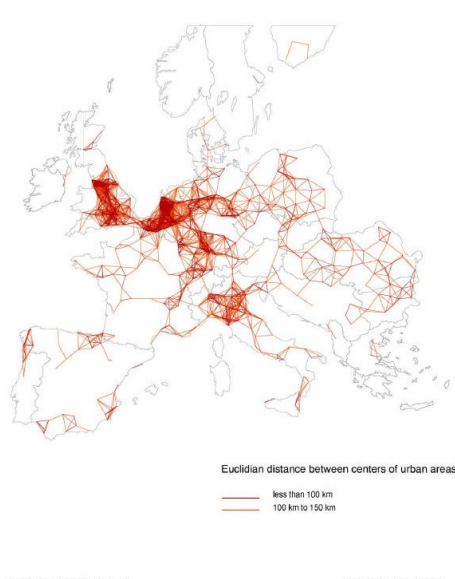 Euclidian distance between centers of urban areas
less than 100 km
100 km to 150 km